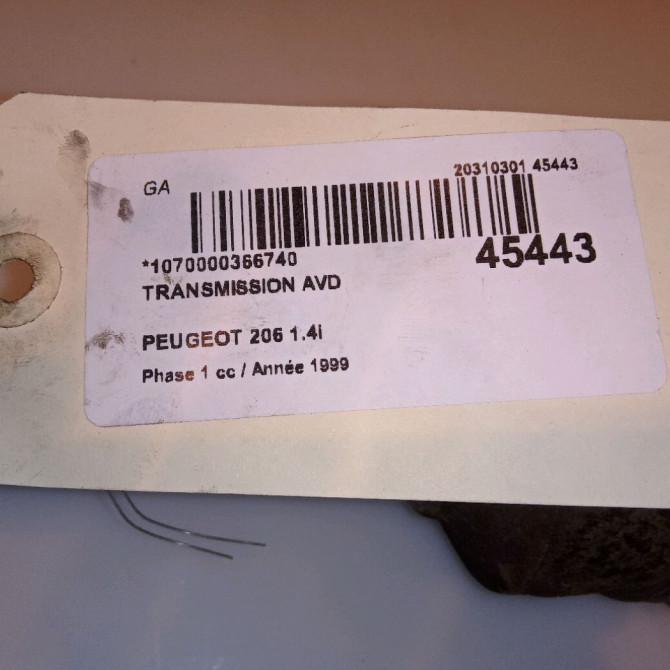 GA
20310301 45443
*1070000366740
45443
TRANSMISSION AVD
PEUGEOT 206 1.4i
Phase 1 cc / Année 1999